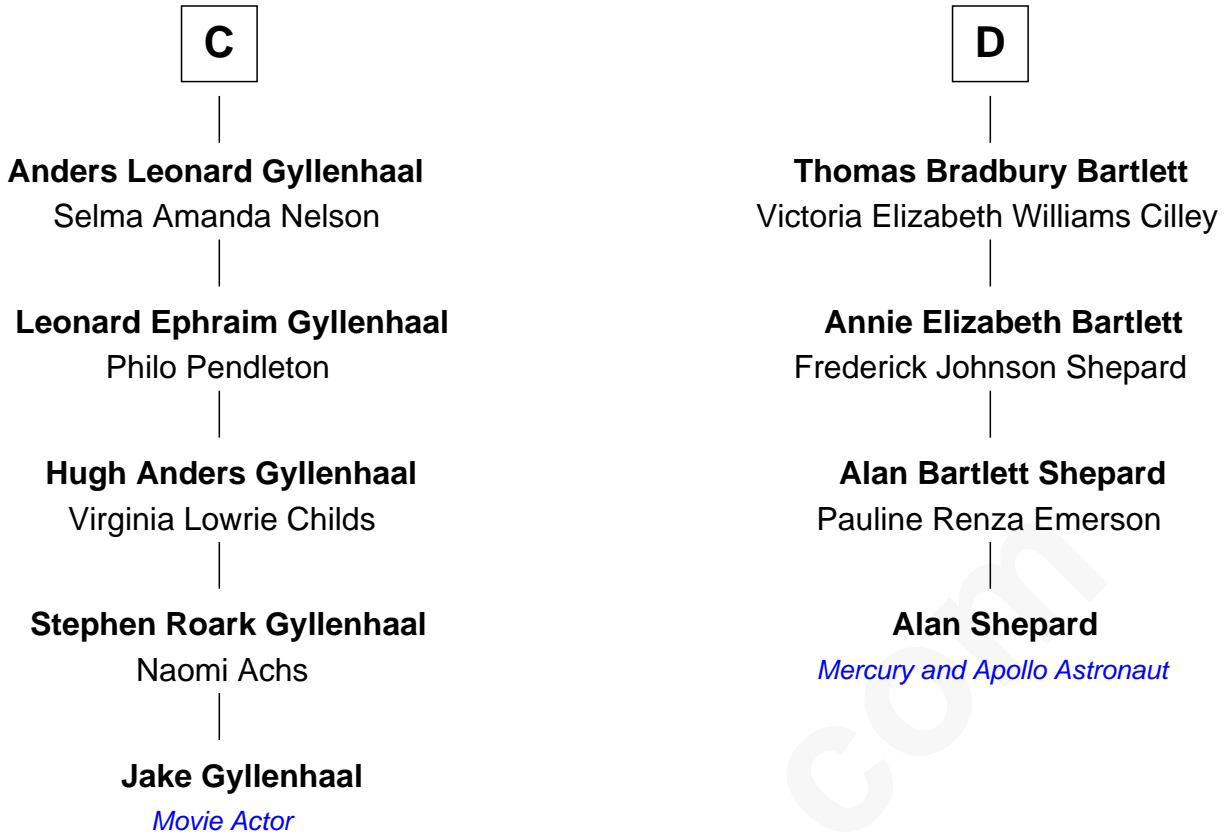 C
Anders Leonard Gyllenhaal
Selma Amanda Nelson
Leonard Ephraim Gyllenhaal
Philo Pendleton
Hugh Anders Gyllenhaal
Virginia Lowrie Childs
Stephen Roark Gyllenhaal
Naomi Achs
Jake Gyllenhaal
Movie Actor
D
Thomas Bradbury Bartlett
Victoria Elizabeth Williams Cilley
Annie Elizabeth Bartlett
Frederick Johnson Shepard
Alan Bartlett Shepard
Pauline Renza Emerson
Alan Shepard
Mercury and Apollo Astronaut
com